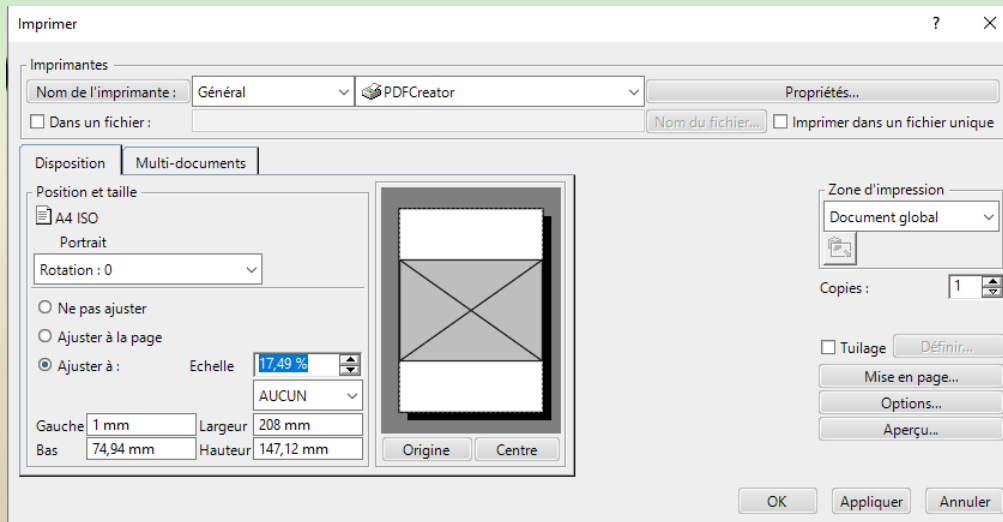 Imprimer ? ×
Imprimantes
Nom de l'imprimante : Général PDFCreator Propriétés...
Dans un fichier : Nom du fichier... Imprimer dans un fichier unique
Disposition Multi-documents
Position et taille
A4 ISO
Portrait
Rotation : 0
Ne pas ajuster
Ajuster à la page
Ajuster à : Echelle 17,49 %
AUCUN
Gauche 1 mm Largeur 208 mm
Bas 74,94 mm Hauteur 147,12 mm
Origine Centre
Zone d'impression
Document global
Copies : 1
Tuilage Définir...
Mise en page...
Options...
Aperçu...
OK Appliquer Annuler